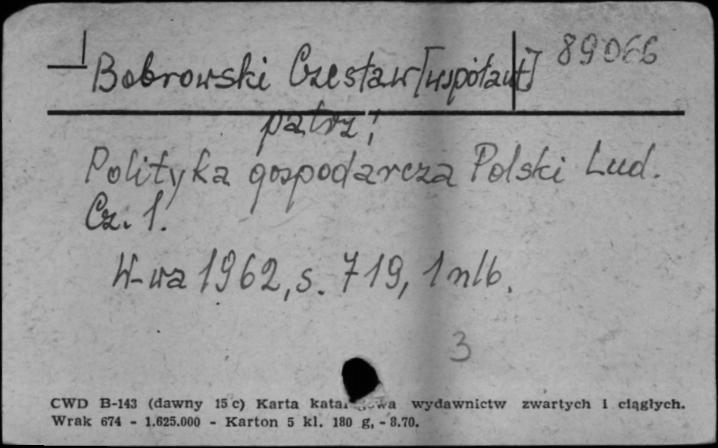 Bobrowski Czesław [współaut] 89066
patrz:
Polityka gospodarcza Polski Lud.
Cz. 1.
W-wa 1962, s. 719, 1 nlb.
3
CWD B-143 (dawny 15 c) Karta wydawnictw zwartych i ciągłych.
Wrak 674 - 1.625.000 - Karton 5 kl. 180 g, - 8.70.